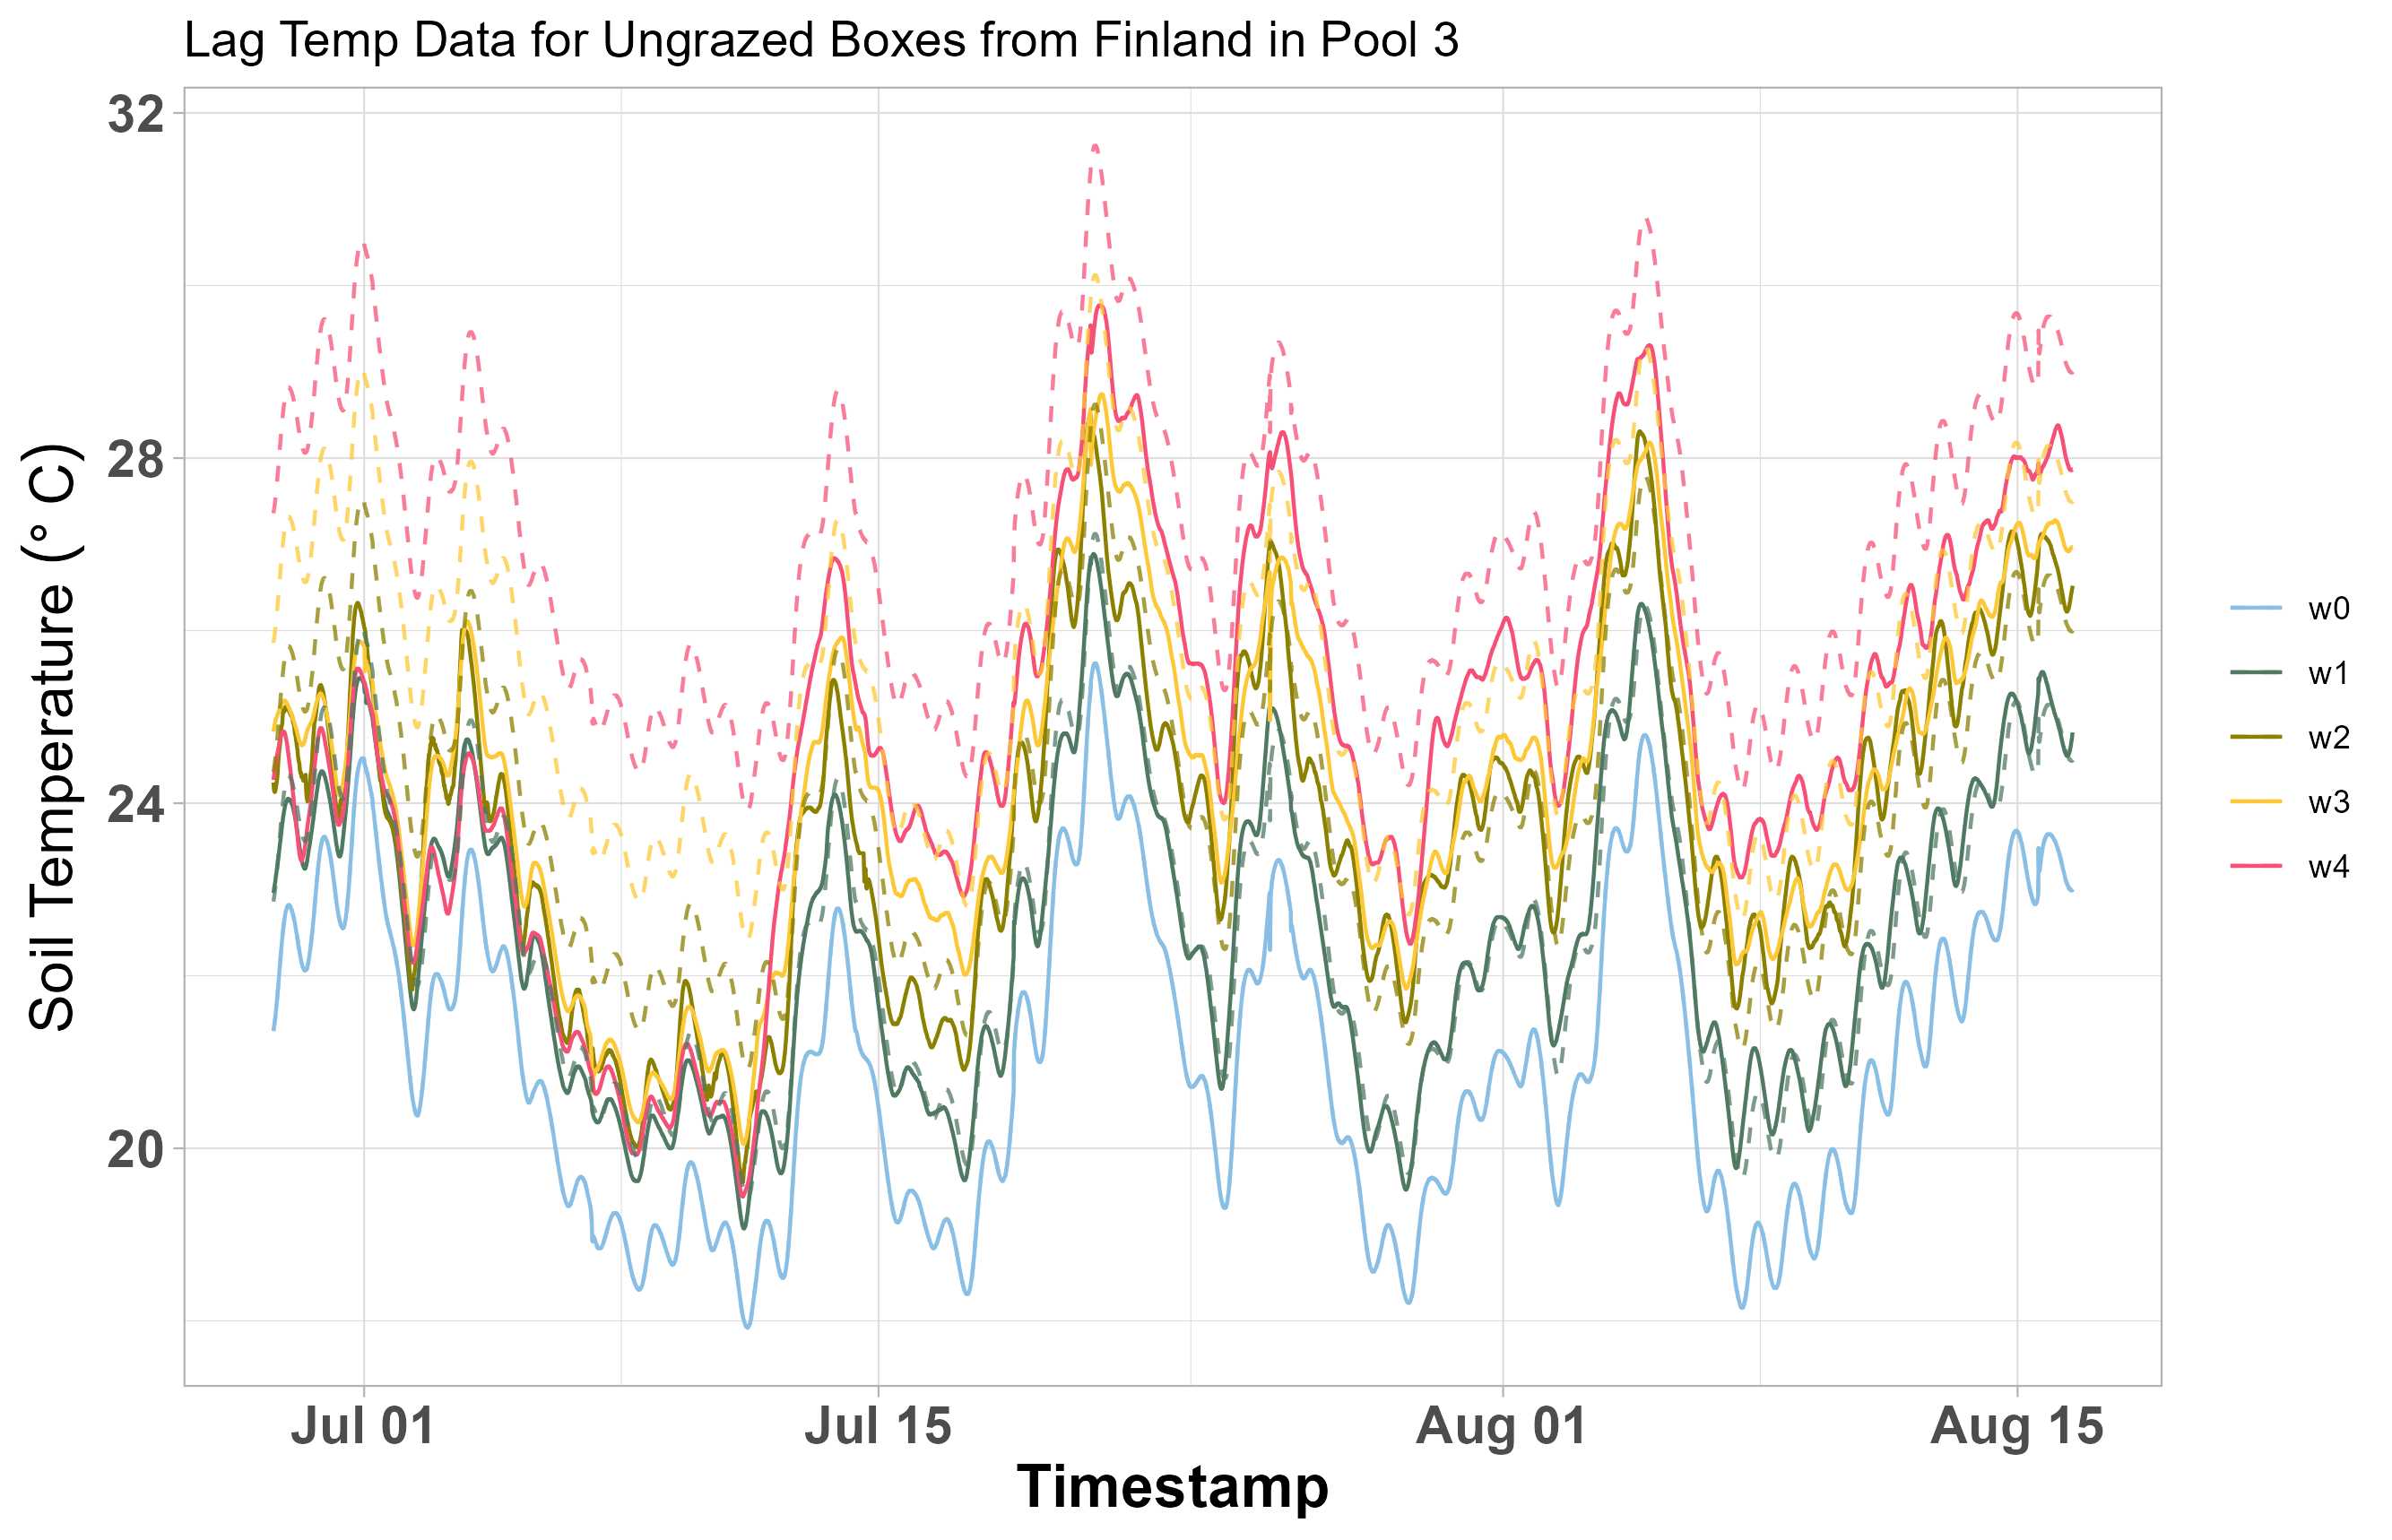 Lag Temp Data for Ungrazed Boxes from Finland in Pool 3
32
28
24
20
Soil Temperature (° C)
Jul 01
Jul 15
Aug 01
Aug 15
Timestamp
w0
w1
w2
w3
w4